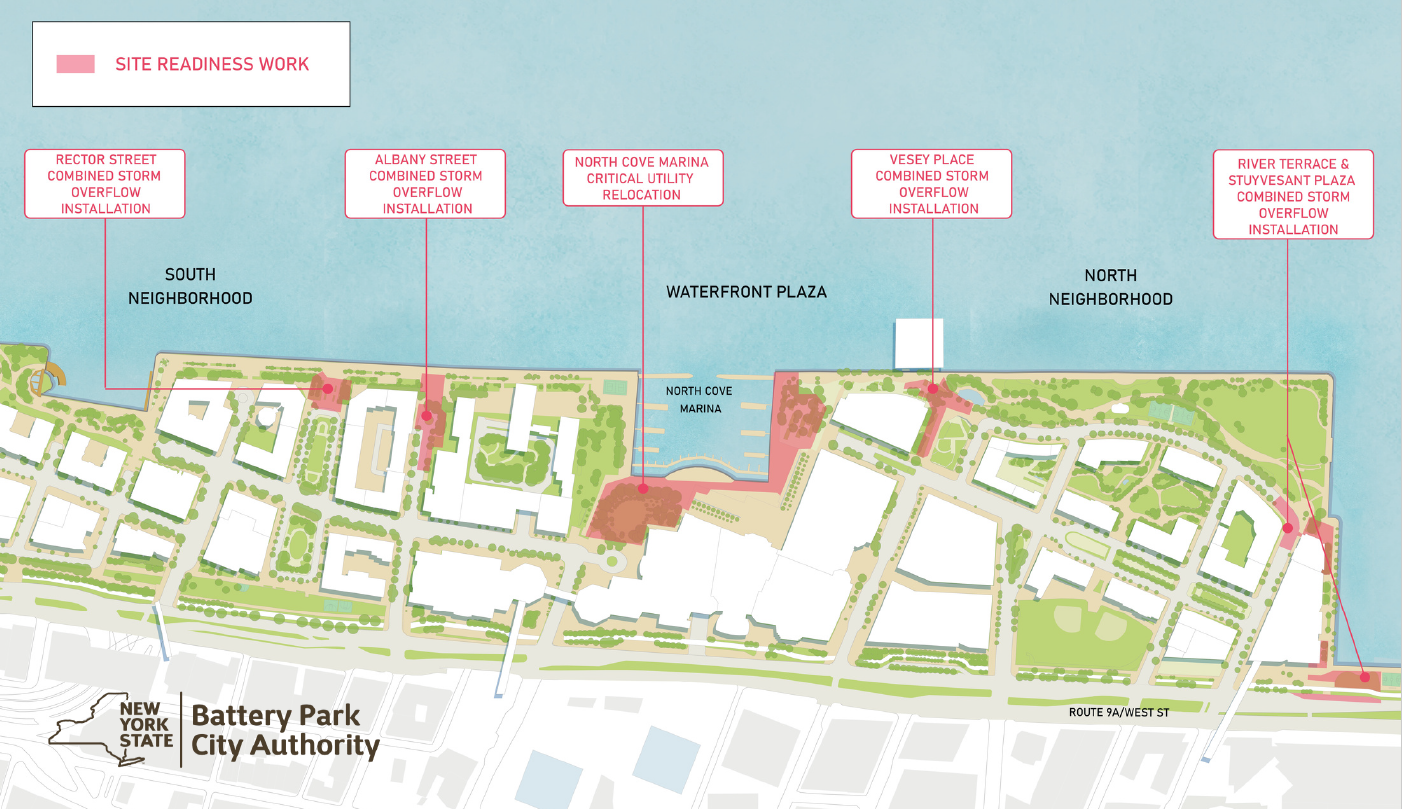 SITE READINESS WORK
RECTOR STREET
COMBINED STORM
OVERFLOW
INSTALLATION
ALBANY STREET
COMBINED STORM
OVERFLOW
INSTALLATION
NORTH COVE MARINA
CRITICAL UTILITY
RELOCATION
VESEY PLACE
COMBINED STORM
OVERFLOW
INSTALLATION
RIVER TERRACE &
STUYVESANT PLAZA
COMBINED STORM
OVERFLOW
INSTALLATION
SOUTH
NEIGHBORHOOD
WATERFRONT PLAZA
NORTH
NEIGHBORHOOD
NORTH COVE
MARINA
ROUTE 9A/WEST ST
NEW
YORK
STATE
Battery Park
City Authority